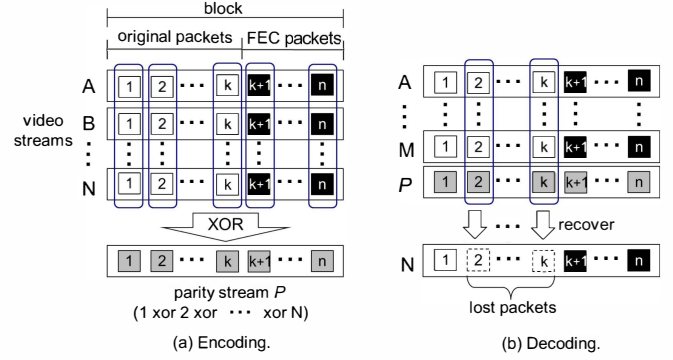 block
original packets FEC packets
A 1 2 ··· k k+1 ··· n
video streams
B 1 2 ··· k k+1 ··· n
N 1 2 ··· k k+1 ··· n
XOR
1 2 ··· k k+1 ··· n
parity stream P
(1 xor 2 xor ··· xor N)
(a) Encoding.
A 1 2 ··· k k+1 ··· n
M 1 2 ··· k k+1 ··· n
P 1 2 ··· k k+1 ··· n
··· recover
N 1 2 ··· k k+1 ··· n
lost packets
(b) Decoding.